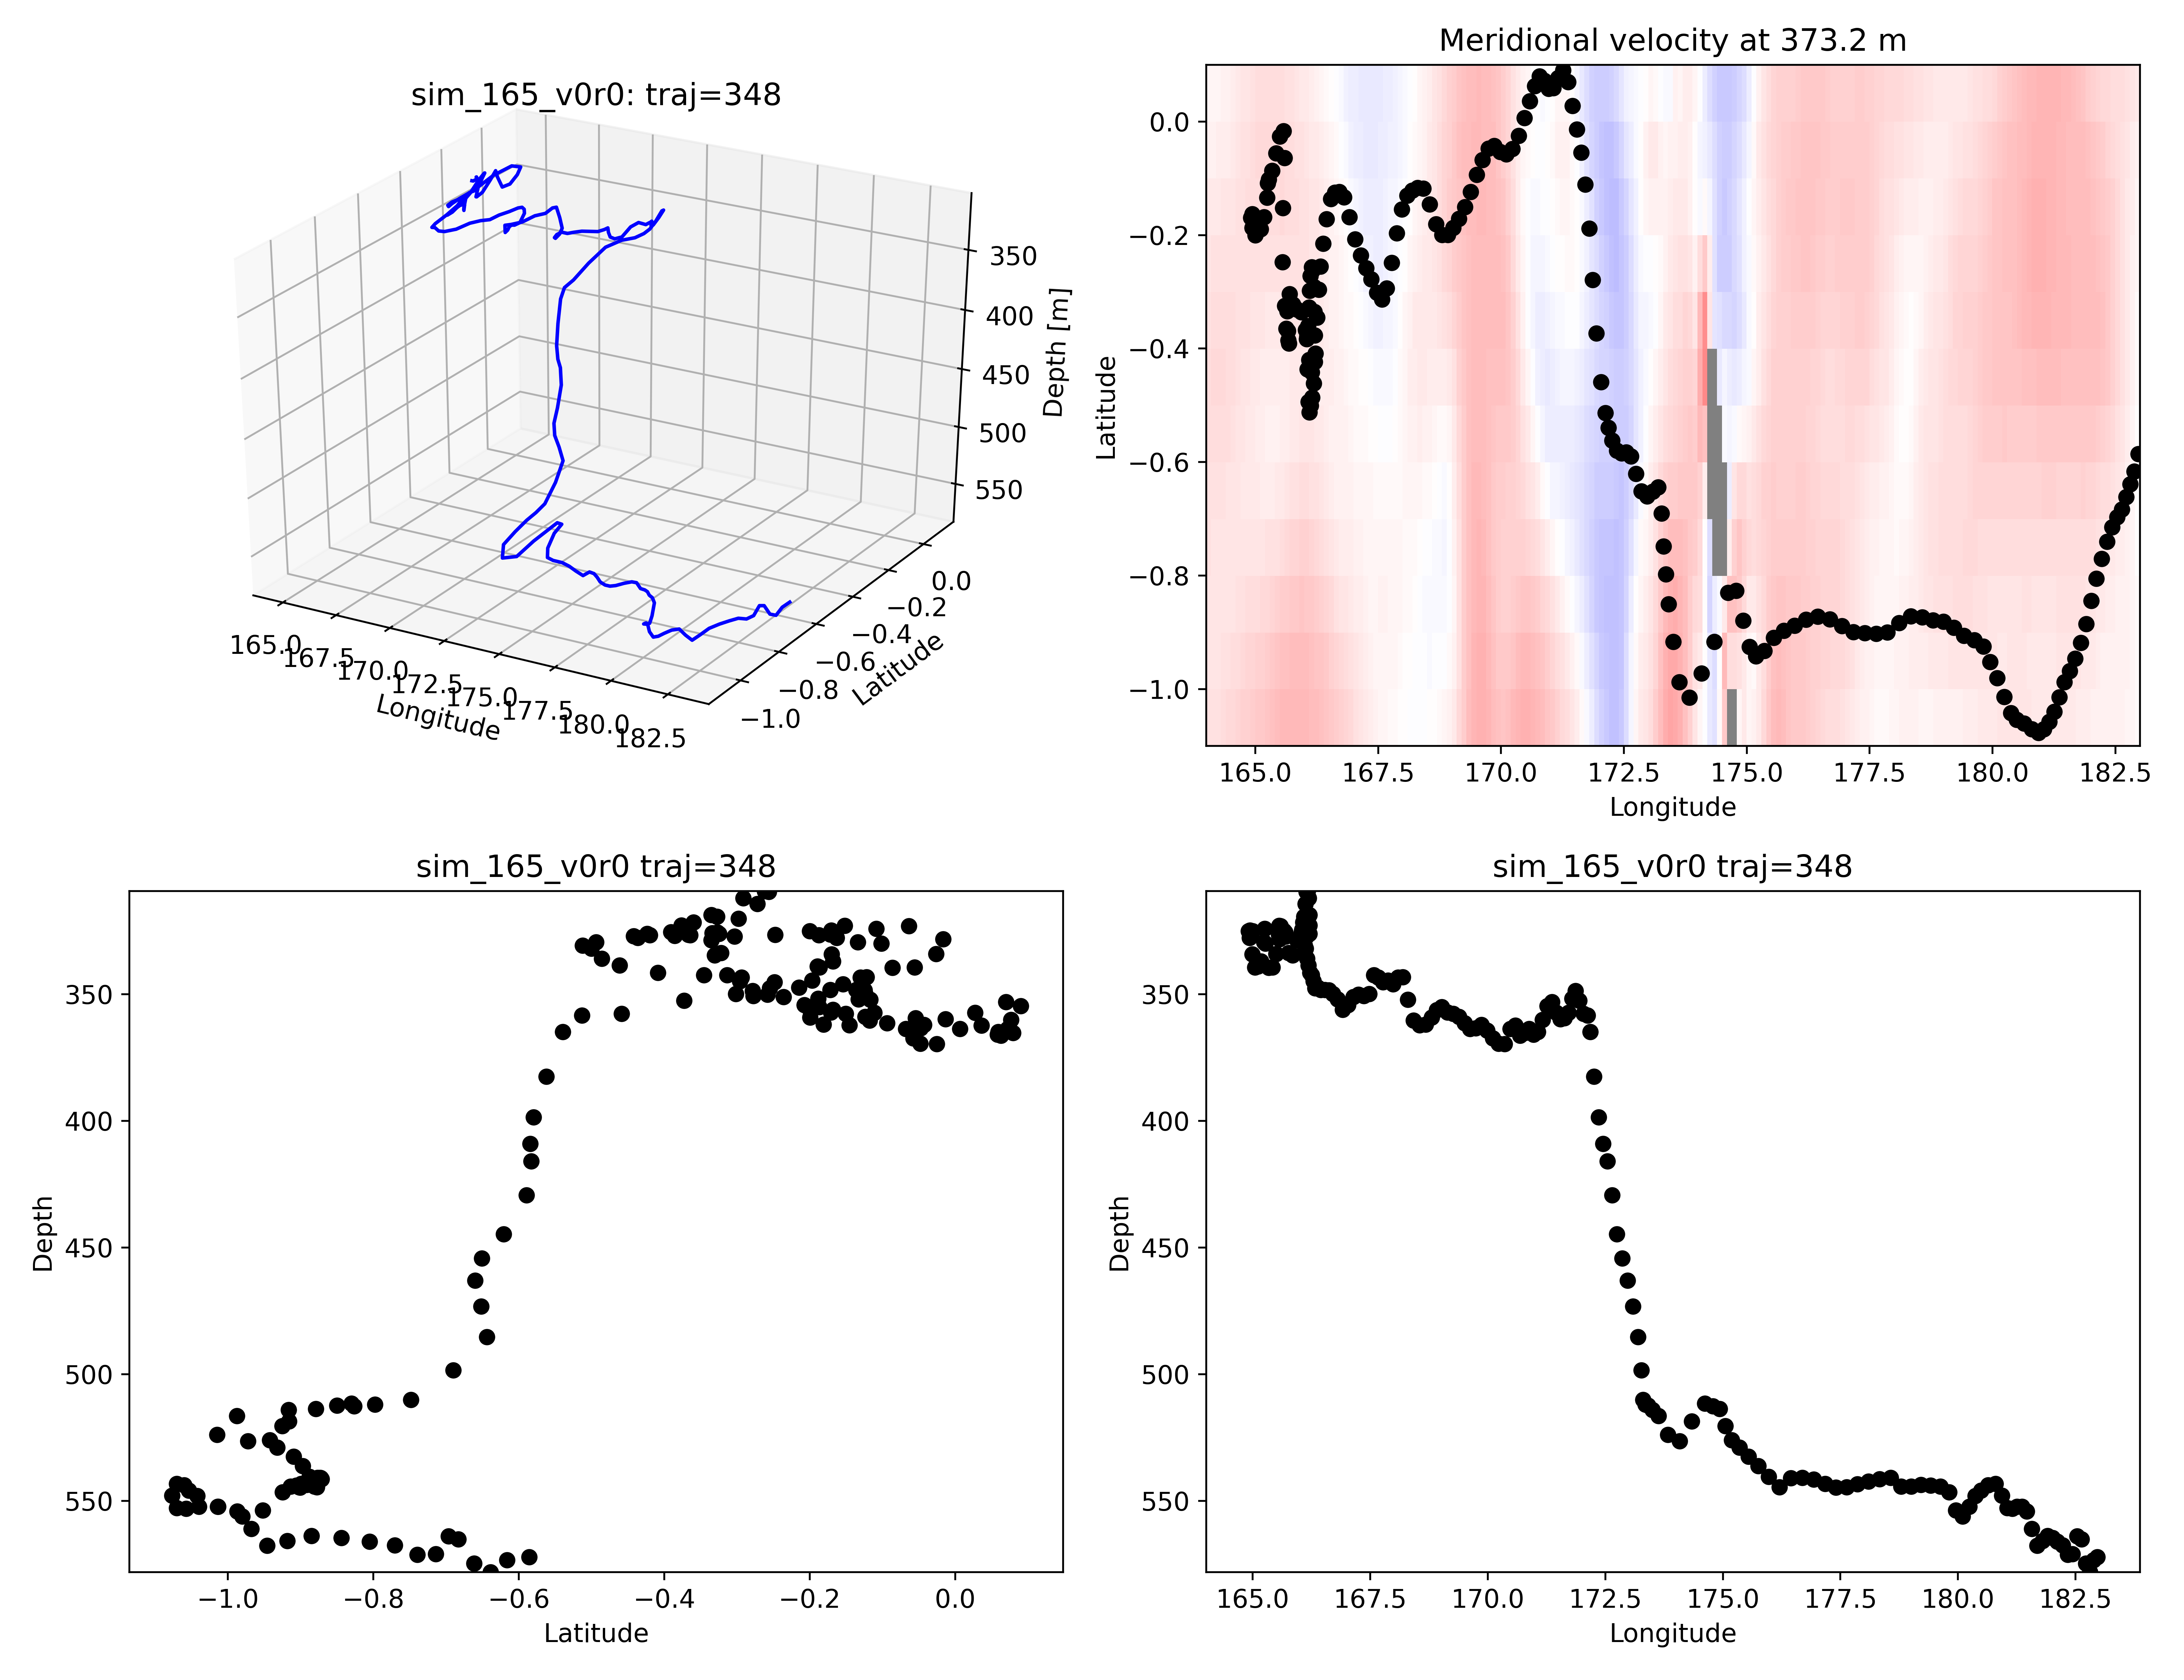 sim_165_v0r0: traj=348
350
400
450
500
550
Depth [m]
0.0
−0.2
−0.4
−0.6
−0.8
−1.0
Latitude
165.0
167.5
170.0
172.5
175.0
177.5
180.0
182.5
Longitude
Meridional velocity at 373.2 m
0.0
−0.2
−0.4
−0.6
−0.8
−1.0
Latitude
165.0 167.5 170.0 172.5 175.0 177.5 180.0 182.5
Longitude
sim_165_v0r0 traj=348
350
400
450
500
550
Depth
−1.0 −0.8 −0.6 −0.4 −0.2 0.0
Latitude
sim_165_v0r0 traj=348
350
400
450
500
550
Depth
165.0 167.5 170.0 172.5 175.0 177.5 180.0 182.5
Longitude